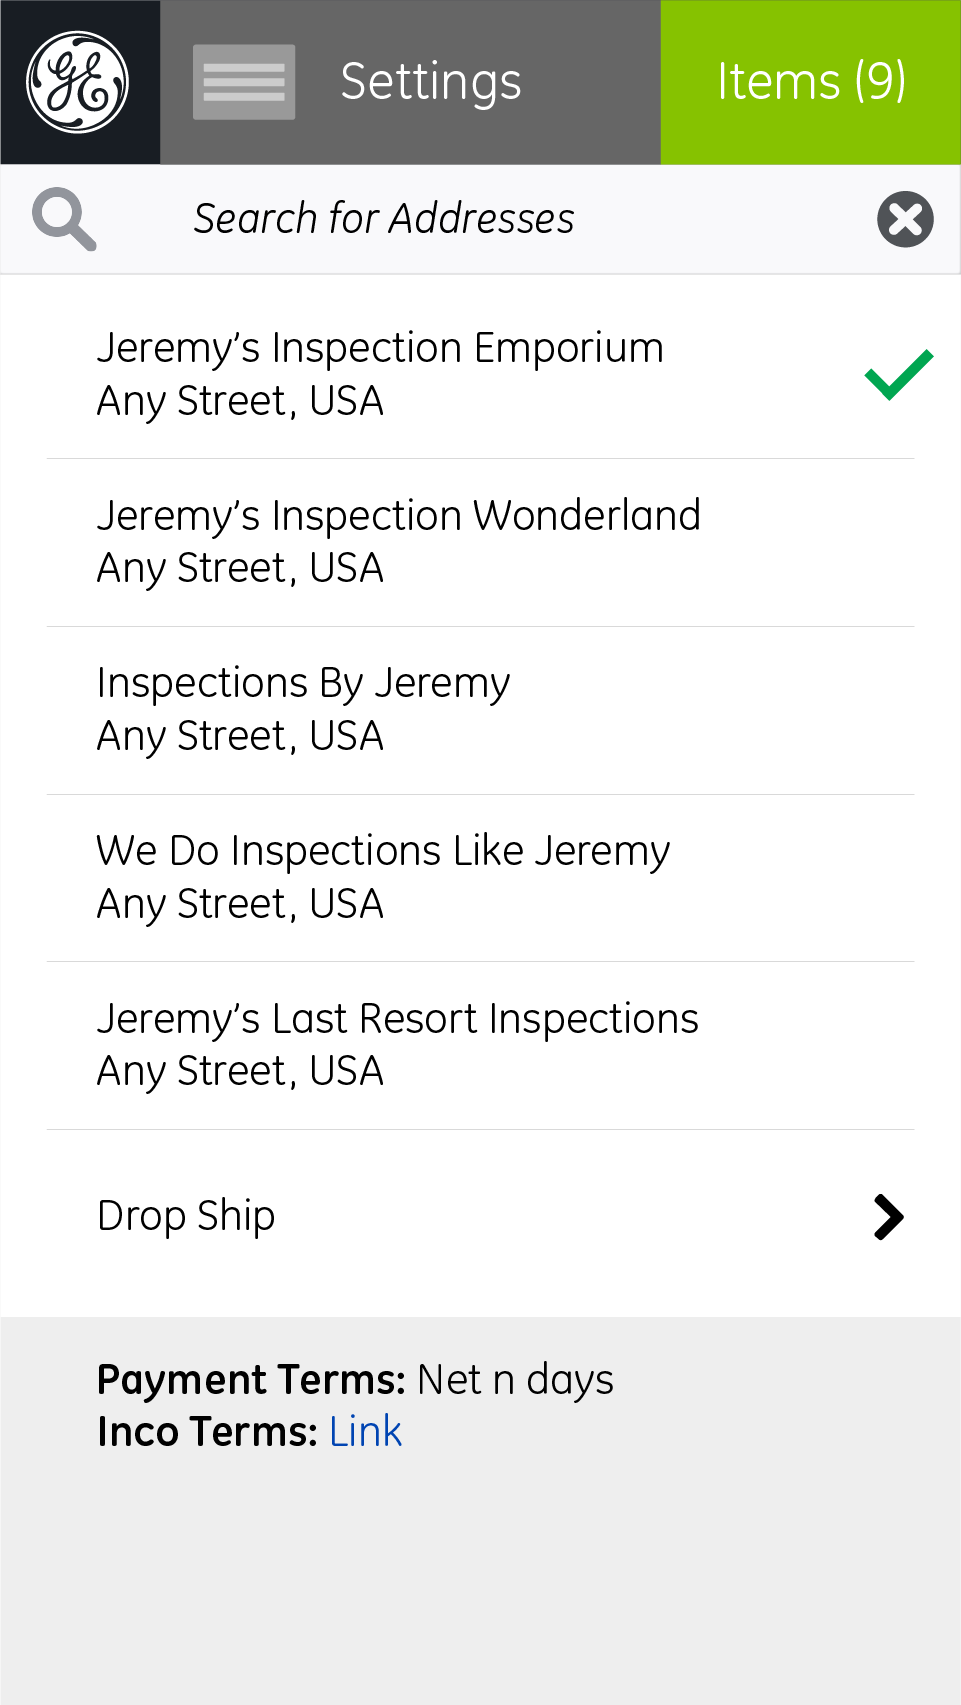 GE
Settings
Items (9)
Search for Addresses
Jeremy’s Inspection Emporium
Any Street, USA
Jeremy’s Inspection Wonderland
Any Street, USA
Inspections By Jeremy
Any Street, USA
We Do Inspections Like Jeremy
Any Street, USA
Jeremy’s Last Resort Inspections
Any Street, USA
Drop Ship
Payment Terms: Net n days
Inco Terms: Link